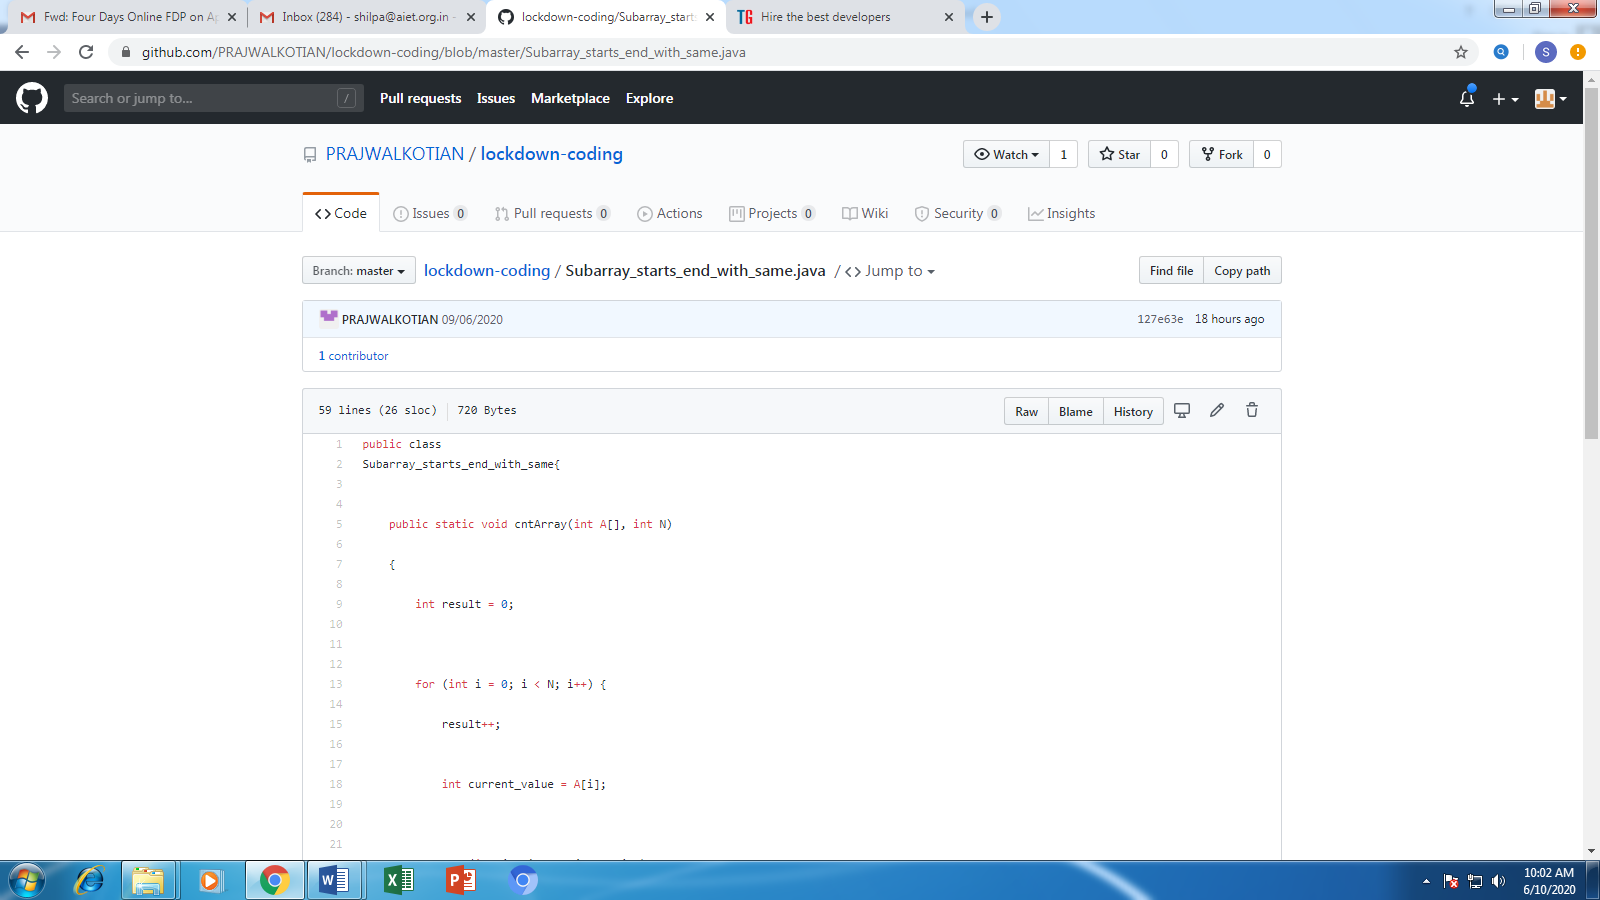 Fwd: Four Days Online FDP on Ap
Inbox (284) - shilpa@aiet.org.in -
lockdown-coding/Subarray_starts
TG Hire the best developers
github.com/PRAJWALKOTIAN/lockdown-coding/blob/master/Subarray_starts_end_with_same.java
S
Search or jump to... /
Pull requests Issues Marketplace Explore
PRAJWALKOTIAN / lockdown-coding
Watch 1 Star 0 Fork 0
Code Issues 0 Pull requests 0 Actions Projects 0 Wiki Security 0 Insights
Branch: master lockdown-coding / Subarray_starts_end_with_same.java / <> Jump to Find file Copy path
PRAJWALKOTIAN 09/06/2020 127e63e 18 hours ago
1 contributor
59 lines (26 sloc) 720 Bytes Raw Blame History
1 public class
2 Subarray_starts_end_with_same{
3
4
5 public static void cntArray(int A[], int N)
6
7 {
8
9 int result = 0;
10
11
12
13 for (int i = 0; i < N; i++) {
14
15 result++;
16
17
18 int current_value = A[i];
19
20
21
10:02 AM
6/10/2020